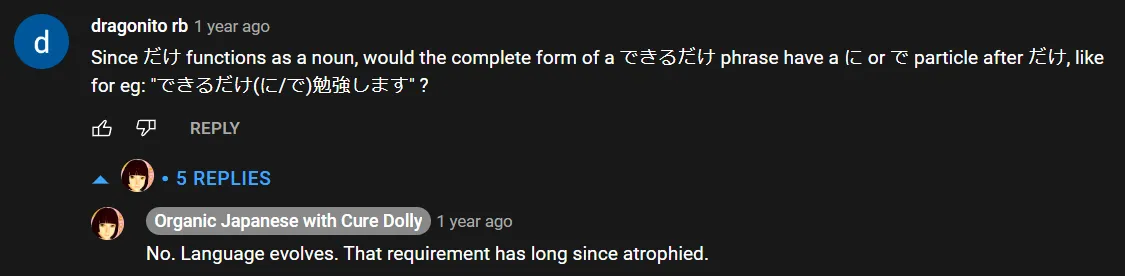 d
dragonito rb 1 year ago
Since だけ functions as a noun, would the complete form of a できるだけ phrase have a に or で particle after だけ, like
for eg: "できるだけ(に/で)勉強します" ?
REPLY
• 5 REPLIES
Organic Japanese with Cure Dolly 1 year ago
No. Language evolves. That requirement has long since atrophied.